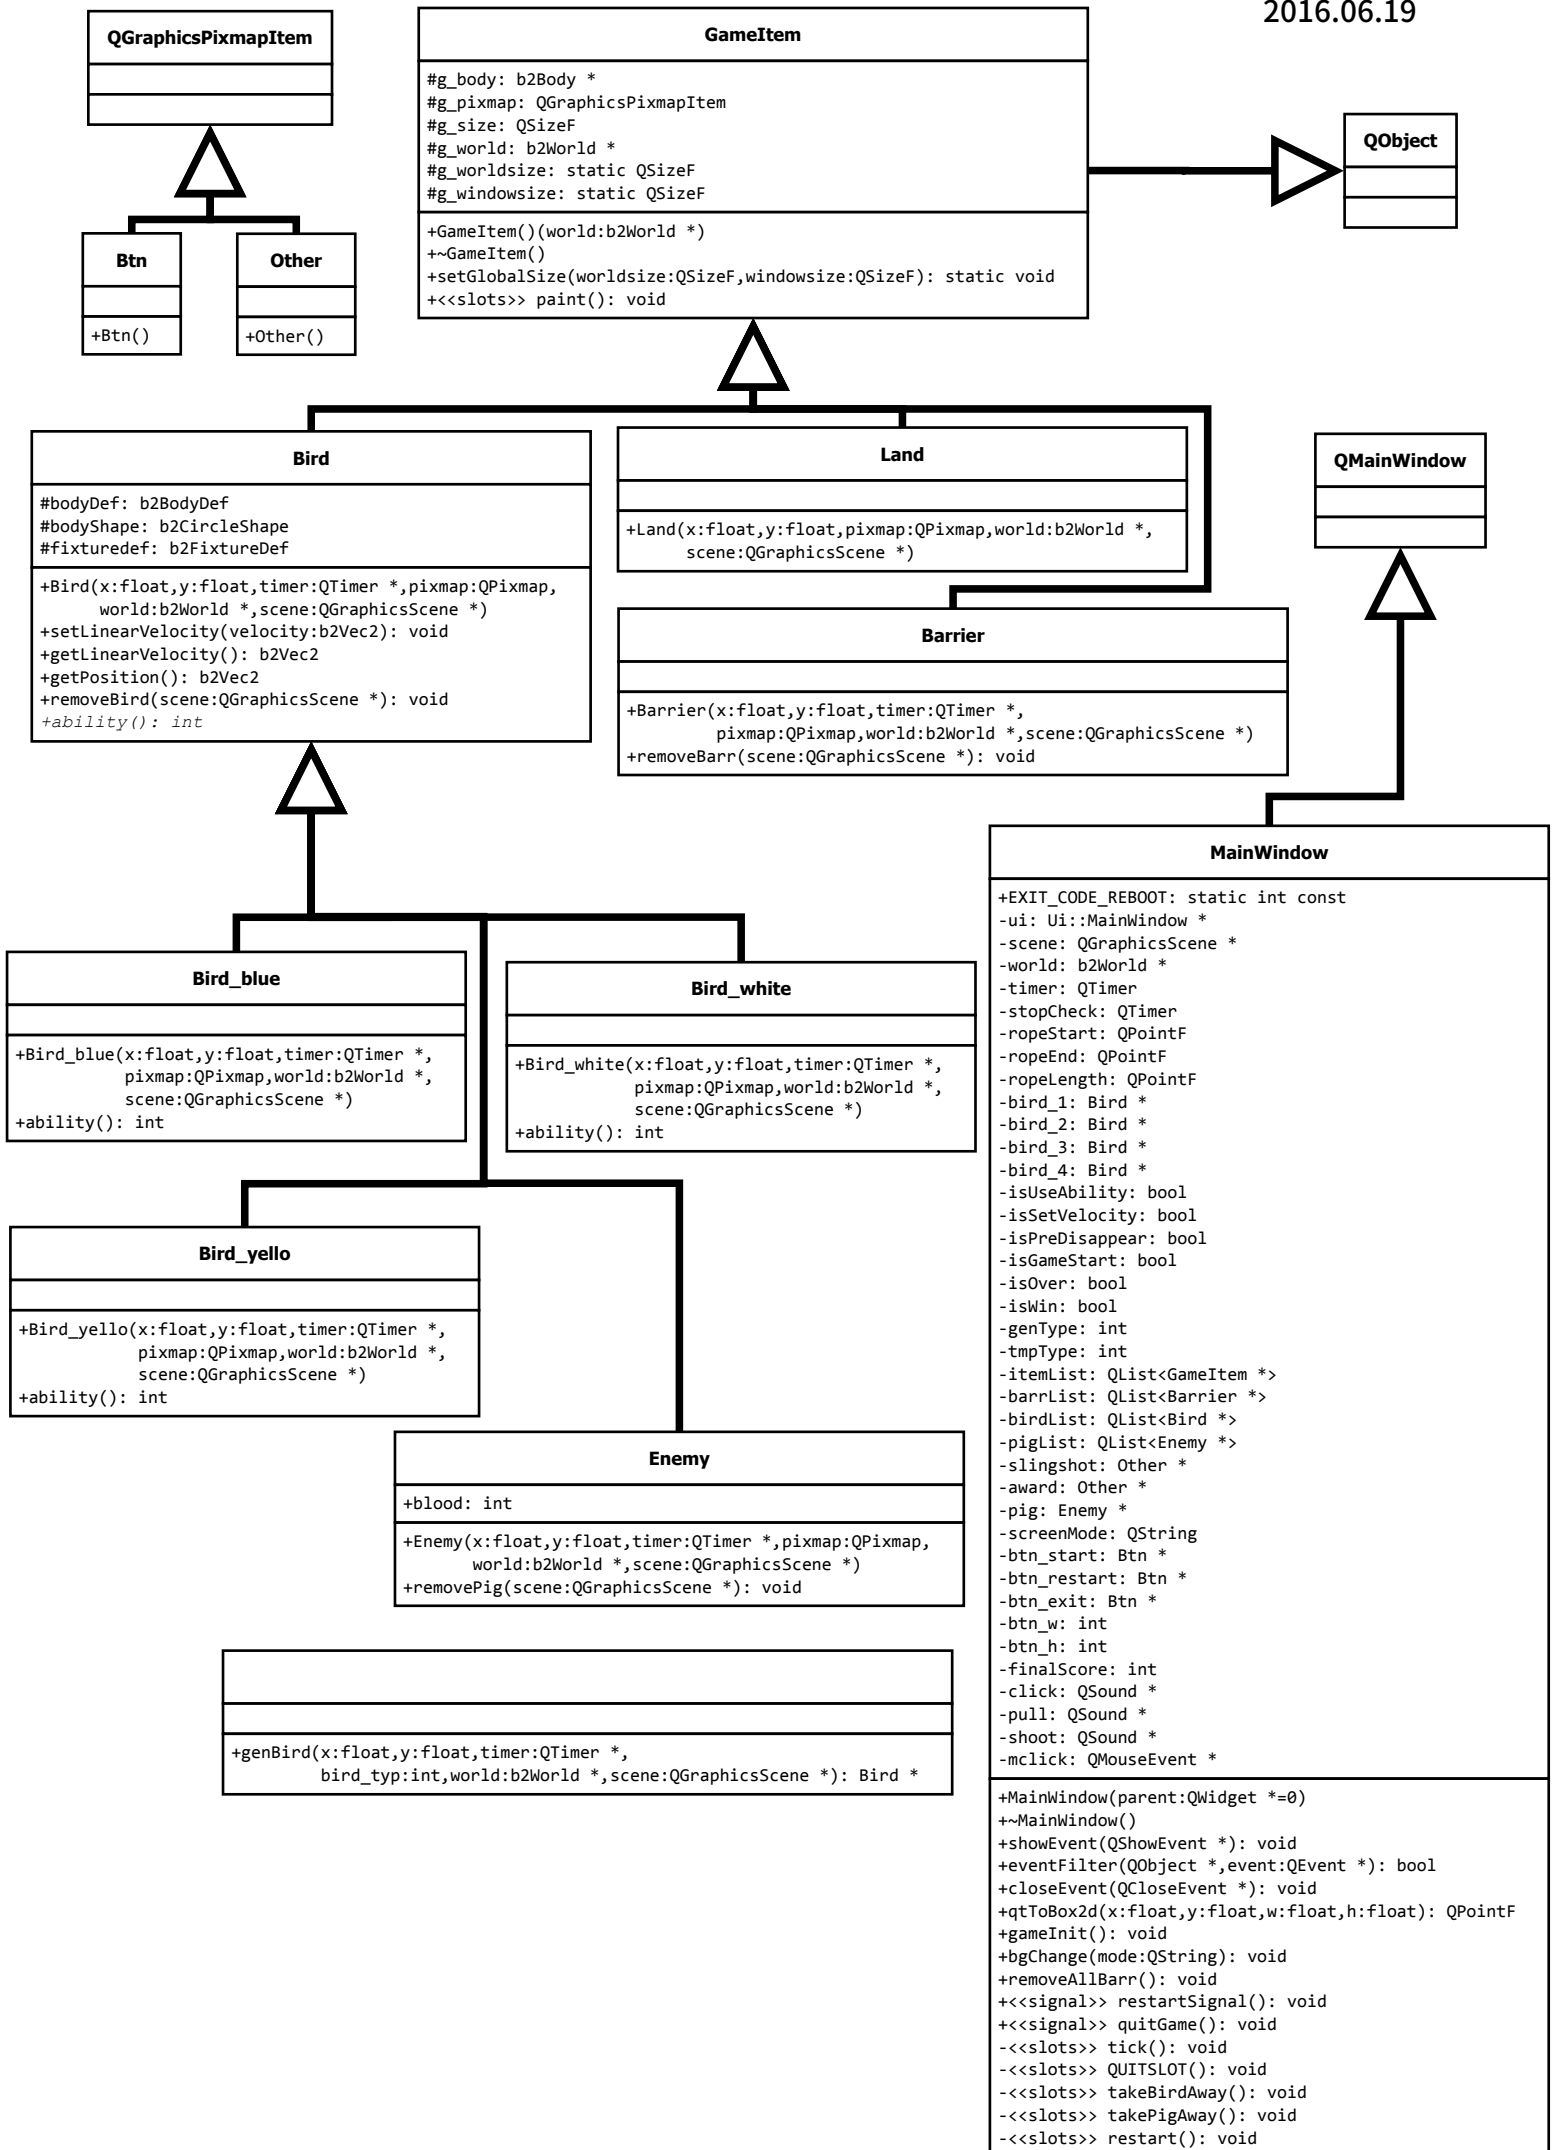 2016.06.19
QGraphicsPixmapItem
Btn
+Btn()
Other
+Other()
GameItem
#g_body: b2Body *
#g_pixmap: QGraphicsPixmapItem
#g_size: QSizeF
#g_world: b2World *
#g_worldsize: static QSizeF
#g_windowsize: static QSizeF
+GameItem()(world:b2World *)
+~GameItem()
+setGlobalSize(worldsize:QSizeF,windowsize:QSizeF): static void
+<<slots>> paint(): void
QObject
Bird
#bodyDef: b2BodyDef
#bodyShape: b2CircleShape
#fixturedef: b2FixtureDef
+Bird(x:float,y:float,timer:QTimer *,pixmap:QPixmap,
world:b2World *,scene:QGraphicsScene *)
+setLinearVelocity(velocity:b2Vec2): void
+getLinearVelocity(): b2Vec2
+getPosition(): b2Vec2
+removeBird(scene:QGraphicsScene *): void
+ability(): int
Land
+Land(x:float,y:float,pixmap:QPixmap,world:b2World *,
scene:QGraphicsScene *)
Barrier
+Barrier(x:float,y:float,timer:QTimer *,
pixmap:QPixmap,world:b2World *,scene:QGraphicsScene *)
+removeBarr(scene:QGraphicsScene *): void
QMainWindow
Bird_blue
+Bird_blue(x:float,y:float,timer:QTimer *,
pixmap:QPixmap,world:b2World *,
scene:QGraphicsScene *)
+ability(): int
Bird_white
+Bird_white(x:float,y:float,timer:QTimer *,
pixmap:QPixmap,world:b2World *,
scene:QGraphicsScene *)
+ability(): int
Bird_yello
+Bird_yello(x:float,y:float,timer:QTimer *,
pixmap:QPixmap,world:b2World *,
scene:QGraphicsScene *)
+ability(): int
Enemy
+blood: int
+Enemy(x:float,y:float,timer:QTimer *,pixmap:QPixmap,
world:b2World *,scene:QGraphicsScene *)
+removePig(scene:QGraphicsScene *): void
+genBird(x:float,y:float,timer:QTimer *,
bird_typ:int,world:b2World *,scene:QGraphicsScene *): Bird *
MainWindow
+EXIT_CODE_REBOOT: static int const
-ui: Ui::MainWindow *
-scene: QGraphicsScene *
-world: b2World *
-timer: QTimer
-stopCheck: QTimer
-ropeStart: QPointF
-ropeEnd: QPointF
-ropeLength: QPointF
-bird_1: Bird *
-bird_2: Bird *
-bird_3: Bird *
-bird_4: Bird *
-isUseAbility: bool
-isSetVelocity: bool
-isPreDisappear: bool
-isGameStart: bool
-isOver: bool
-isWin: bool
-genType: int
-tmpType: int
-itemList: QList<GameItem *>
-barrList: QList<Barrier *>
-birdList: QList<Bird *>
-pigList: QList<Enemy *>
-slingshot: Other *
-award: Other *
-pig: Enemy *
-screenMode: QString
-btn_start: Btn *
-btn_restart: Btn *
-btn_exit: Btn *
-btn_w: int
-btn_h: int
-finalScore: int
-click: QSound *
-pull: QSound *
-shoot: QSound *
-mclick: QMouseEvent *
+MainWindow(parent:QWidget *=0)
+~MainWindow()
+showEvent(QShowEvent *): void
+eventFilter(QObject *,event:QEvent *): bool
+closeEvent(QCloseEvent *): void
+qtToBox2d(x:float,y:float,w:float,h:float): QPointF
+gameInit(): void
+bgChange(mode:QString): void
+removeAllBarr(): void
+<<signal>> restartSignal(): void
+<<signal>> quitGame(): void
-<<slots>> tick(): void
-<<slots>> QUITSLOT(): void
-<<slots>> takeBirdAway(): void
-<<slots>> takePigAway(): void
-<<slots>> restart(): void